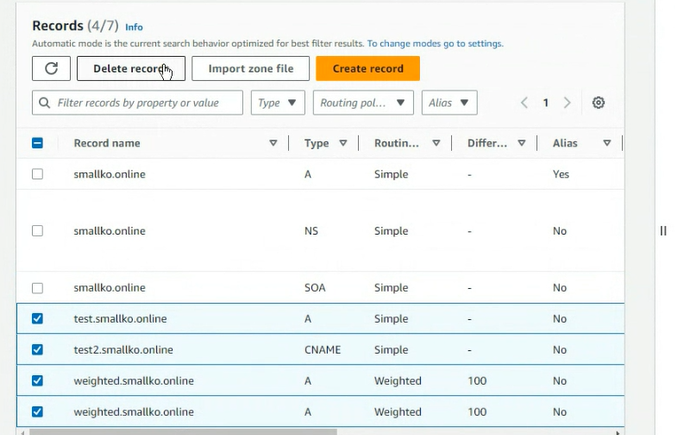 Records (4/7) Info
Automatic mode is the current search behavior optimized for best filter results. To change modes go to settings.
Delete record Import zone file Create record
Filter records by property or value Type Routing pol... Alias 1
Record name Type Routin... Differ... Alias
smallko.online A Simple - Yes
smallko.online NS Simple - No
smallko.online SOA Simple - No
test.smallko.online A Simple - No
test2.smallko.online CNAME Simple - No
weighted.smallko.online A Weighted 100 No
weighted.smallko.online A Weighted 100 No